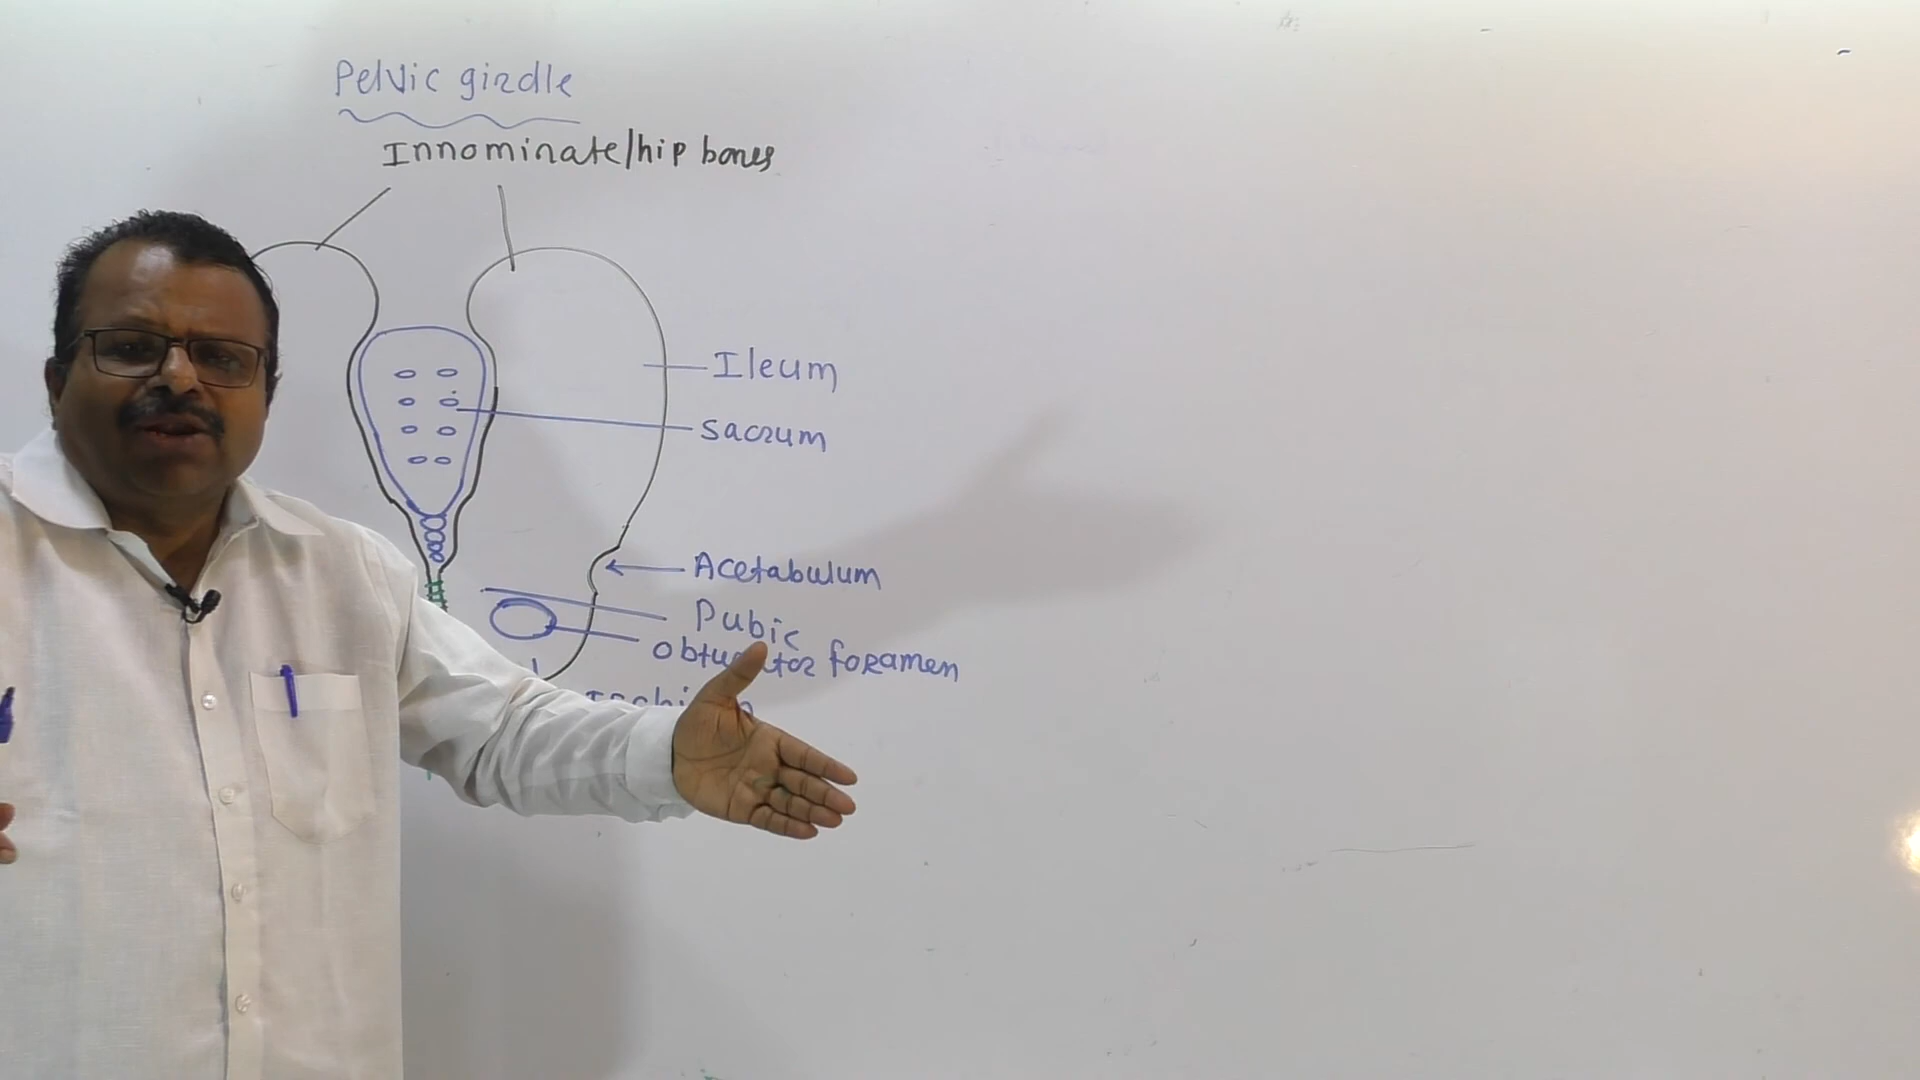 Pelvic girdle
Innominate/hip bones
Ileum
sacrum
Acetabulum
Pubic
foramen